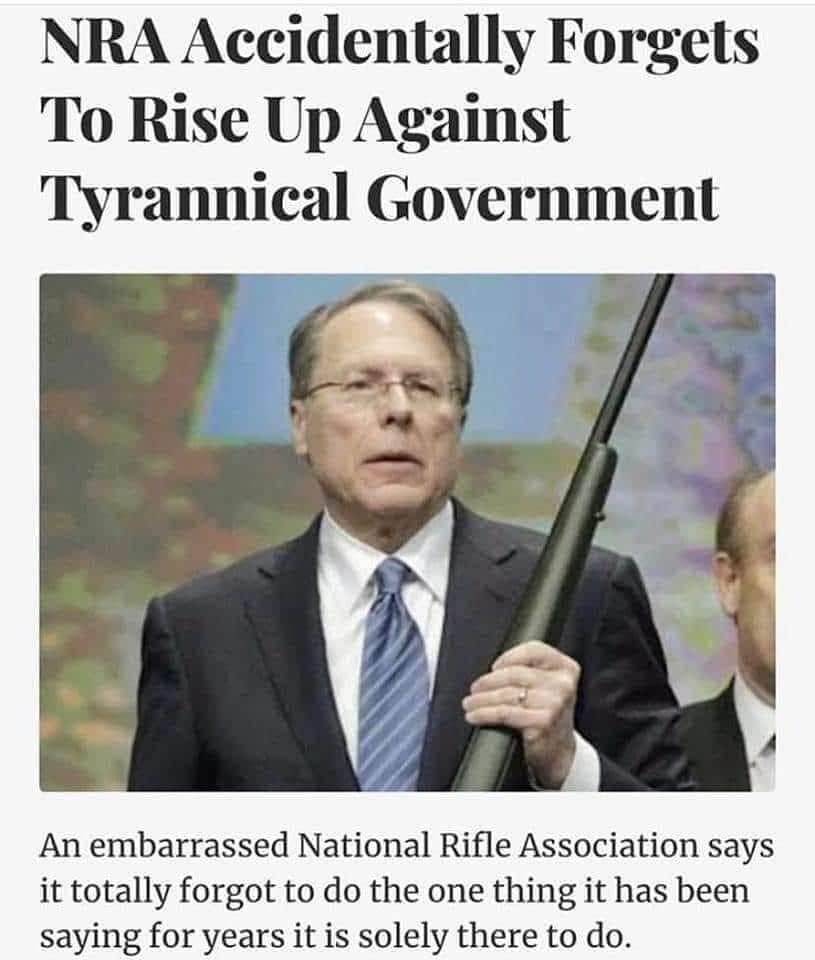 NRA Accidentally Forgets
To Rise Up Against
Tyrannical Government
An embarrassed National Rifle Association says
it totally forgot to do the one thing it has been
saying for years it is solely there to do.